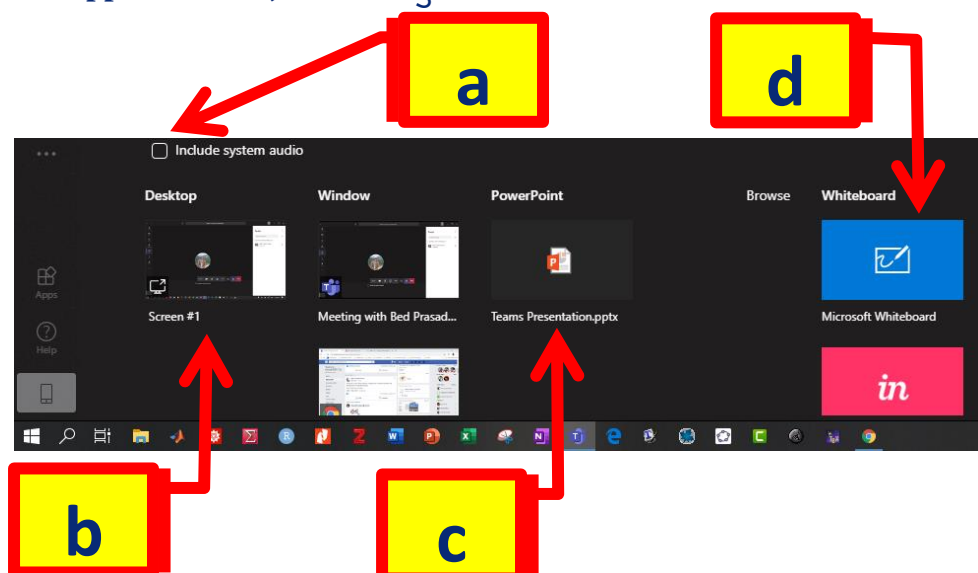 a
d
Include system audio
Desktop Window PowerPoint Browse Whiteboard
Apps
Screen #1 Meeting with Bed Prasad... Teams Presentation.pptx Microsoft Whiteboard
Help
in
b
c